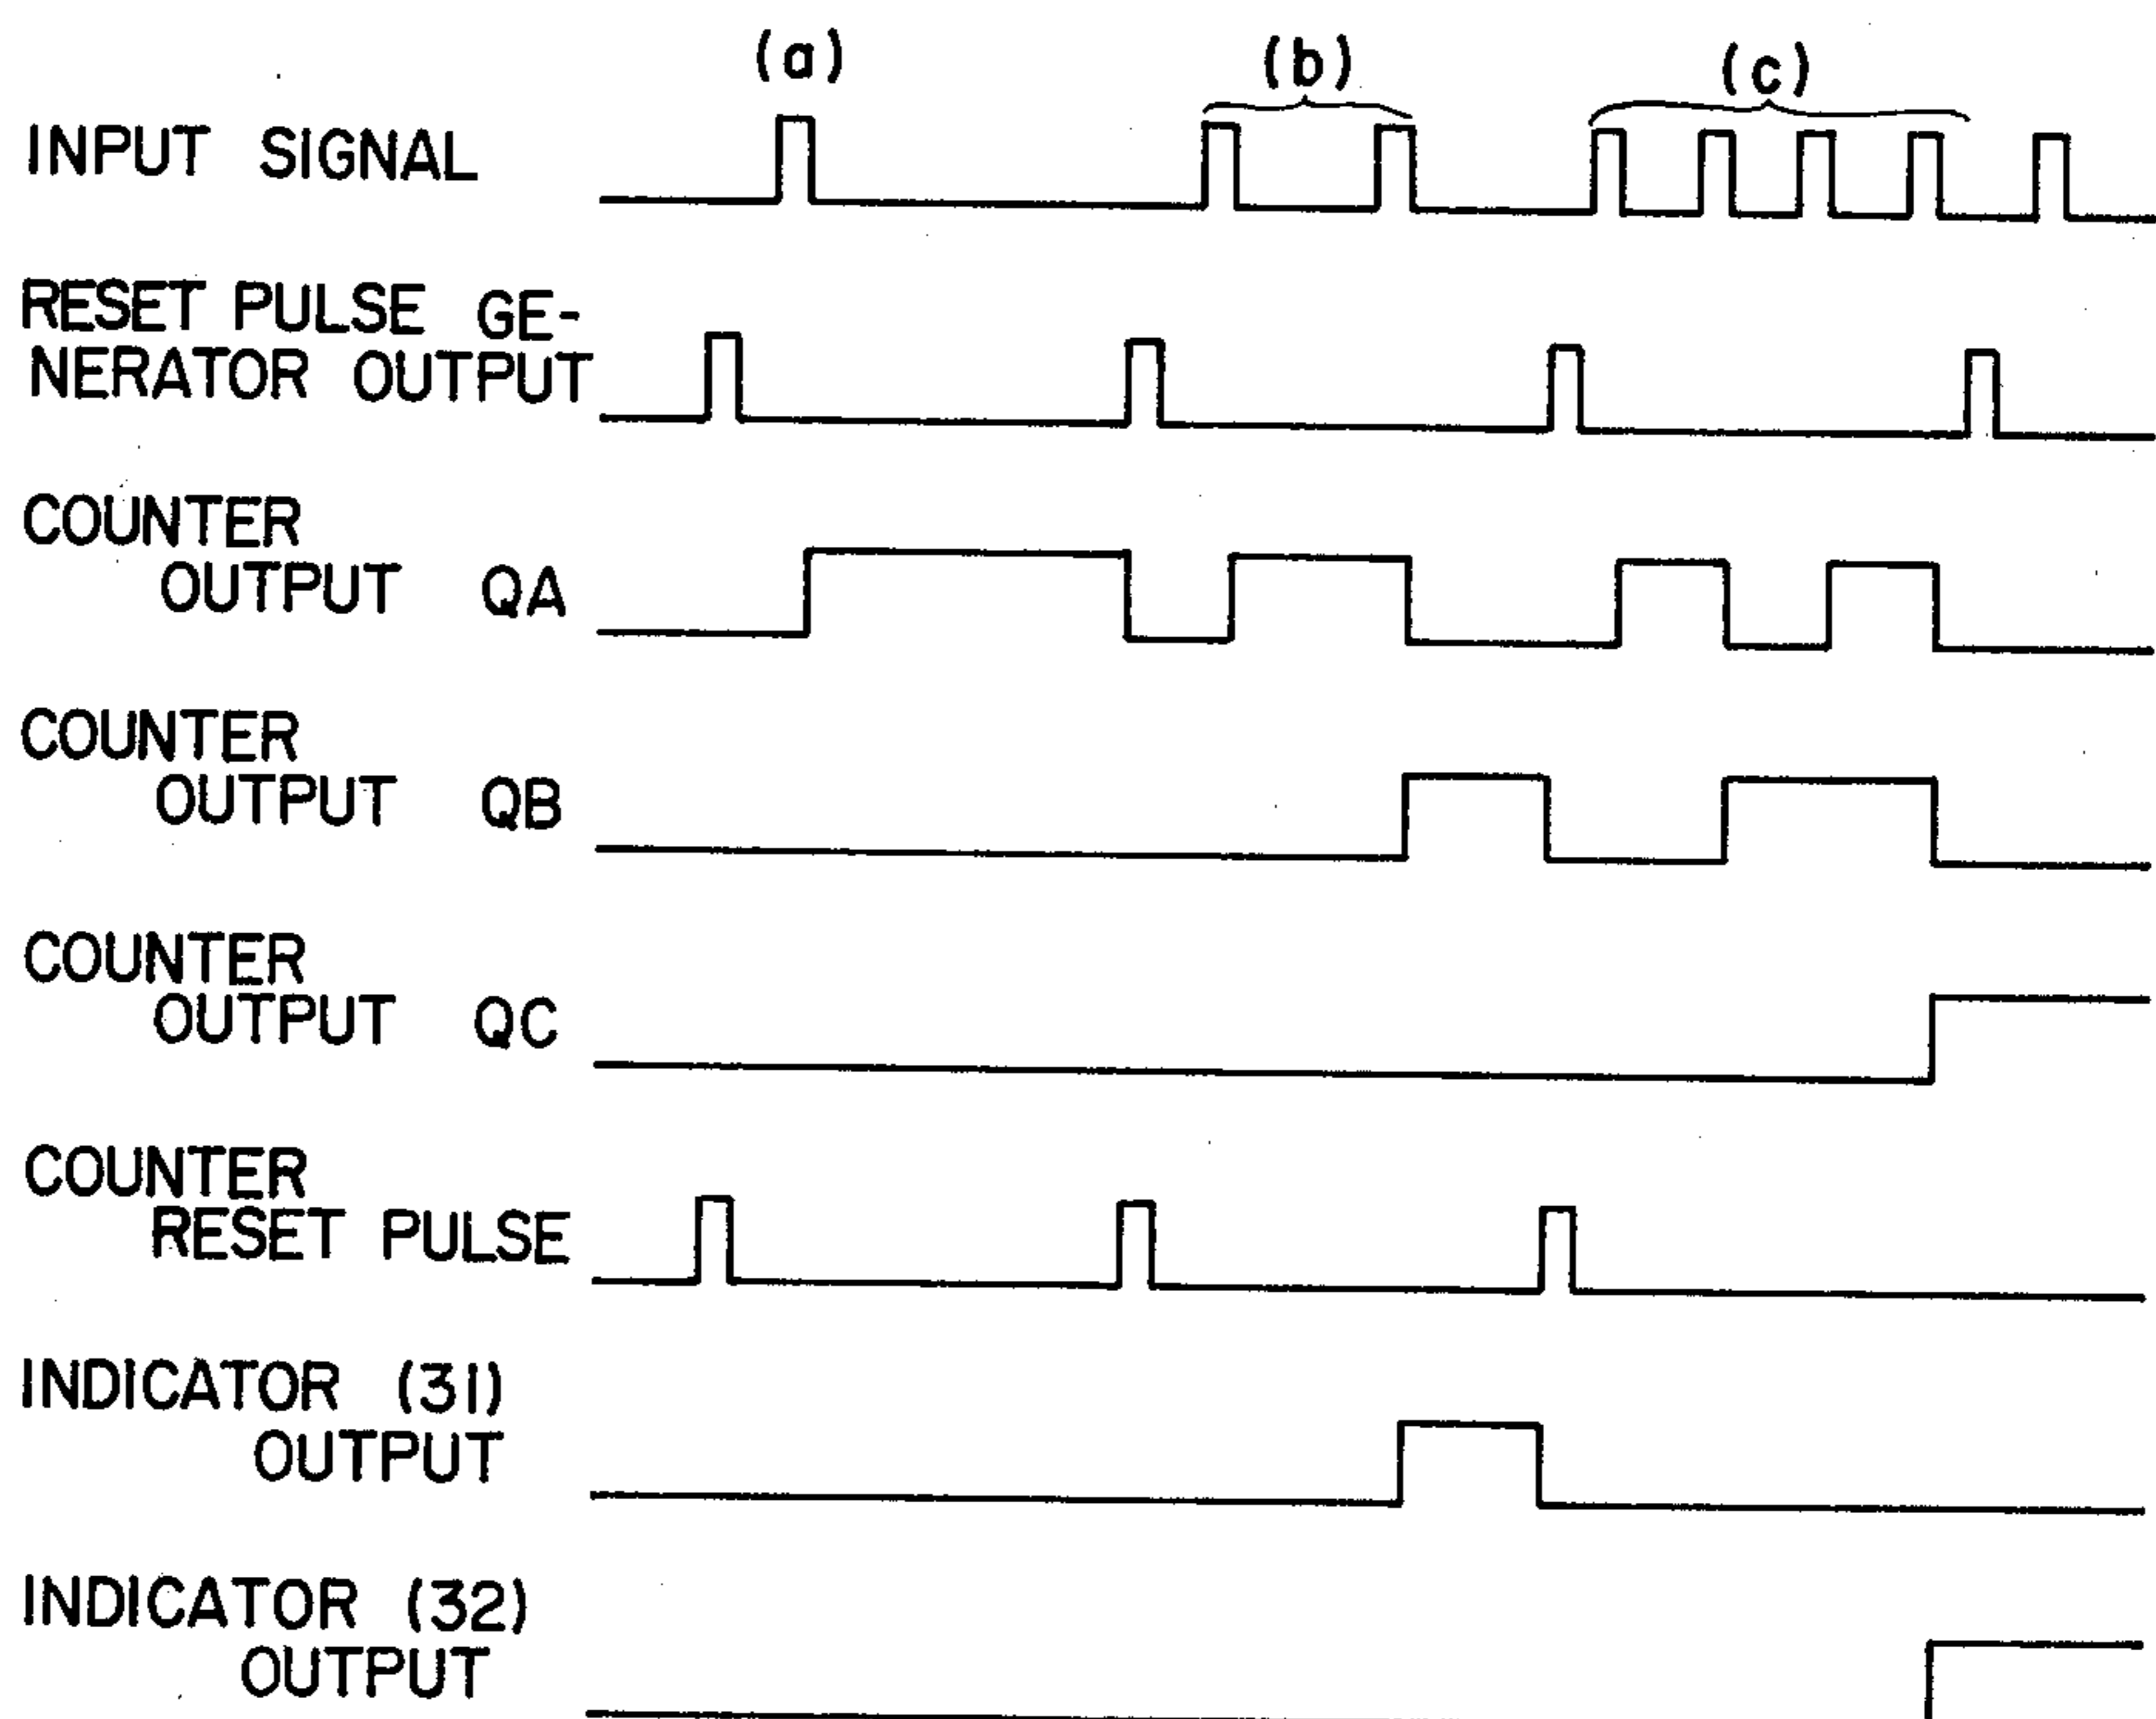 (a) (b) (c)
INPUT SIGNAL
RESET PULSE GE-
NERATOR OUTPUT
COUNTER
OUTPUT QA
COUNTER
OUTPUT QB
COUNTER
OUTPUT QC
COUNTER
RESET PULSE
INDICATOR (31)
OUTPUT
INDICATOR (32)
OUTPUT